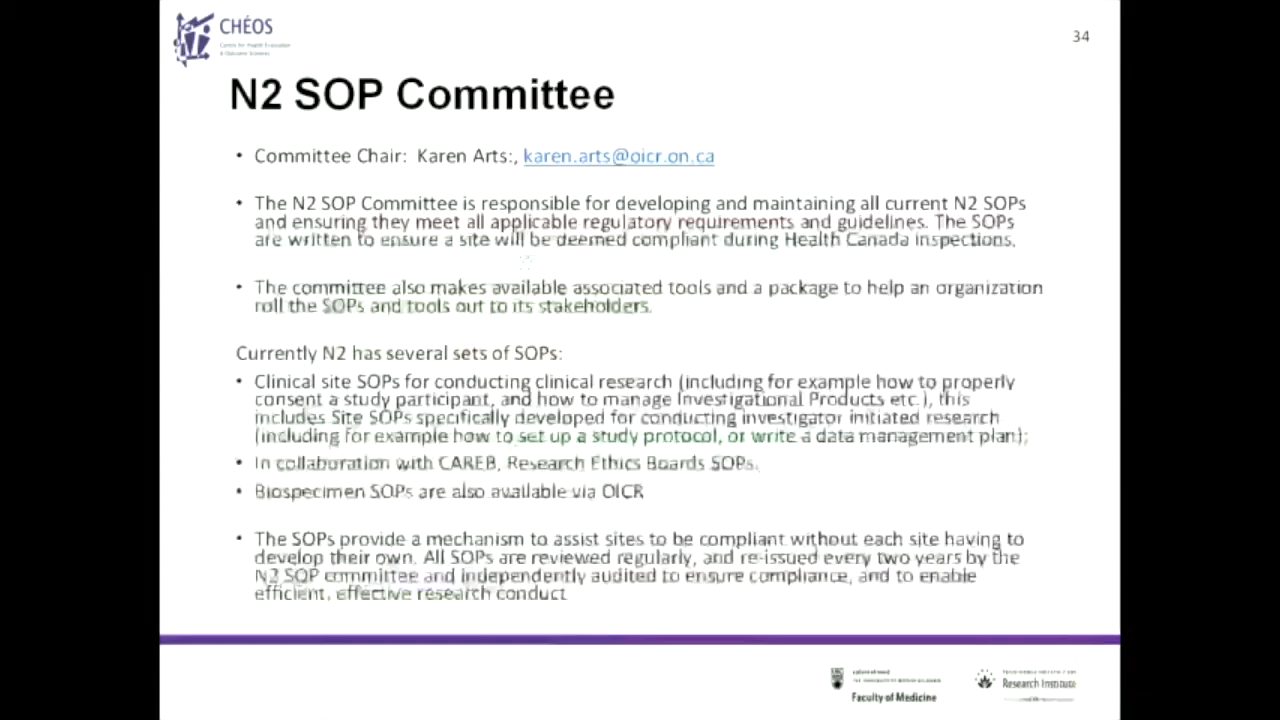 CHÉOS
Centre for Health Evaluation
& Outcome Sciences
34
N2 SOP Committee
• Committee Chair: Karen Arts:, karen.arts@oicr.on.ca
• The N2 SOP Committee is responsible for developing and maintaining all current N2 SOPs
and ensuring they meet all applicable regulatory requirements and guidelines. The SOPs
are written to ensure a site will be deemed compliant during Health Canada inspections.
• The committee also makes available associated tools and a package to help an organization
roll the SOPs and tools out to its stakeholders.
Currently N2 has several sets of SOPs:
• Clinical site SOPs for conducting clinical research (including for example how to properly
consent a study participant, and how to manage Investigational Products etc.), this
includes Site SOPs specifically developed for conducting investigator initiated research
(including for example how to set up a study protocol, or write a data management plan);
• In collaboration with CAREB, Research Ethics Boards SOPs.
• Biospecimen SOPs are also available via OICR
• The SOPs provide a mechanism to assist sites to be compliant without each site having to
develop their own. All SOPs are reviewed regularly, and re-issued every two years by the
N2 SOP committee and independently audited to ensure compliance, and to enable
efficient, effective research conduct
Faculty of Medicine
Research Institute